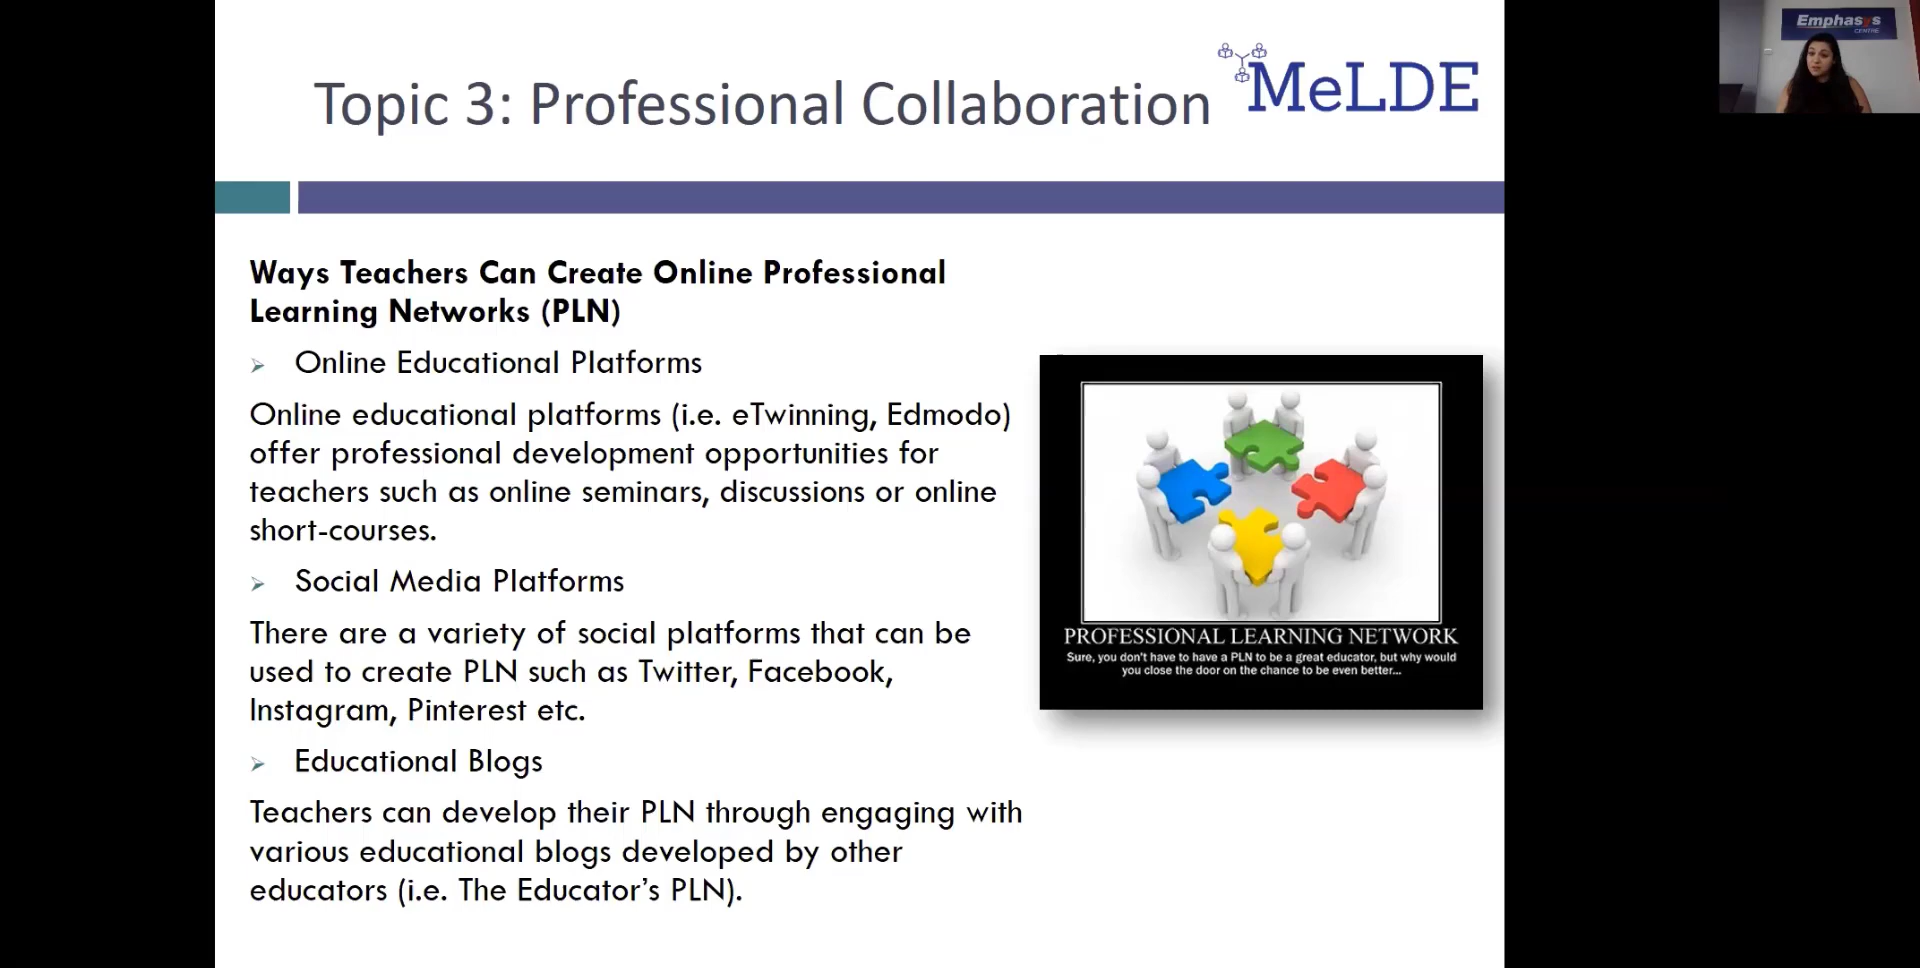 Topic 3: Professional Collaboration
MeLDE
Emphasys
CENTRE
Ways Teachers Can Create Online Professional
Learning Networks (PLN)
Online Educational Platforms
Online educational platforms (i.e. eTwinning, Edmodo)
offer professional development opportunities for
teachers such as online seminars, discussions or online
short-courses.
Social Media Platforms
There are a variety of social platforms that can be
used to create PLN such as Twitter, Facebook,
Instagram, Pinterest etc.
Educational Blogs
Teachers can develop their PLN through engaging with
various educational blogs developed by other
educators (i.e. The Educator’s PLN).
PROFESSIONAL LEARNING NETWORK
Sure, you don't have to have a PLN to be a great educator, but why would
you close the door on the chance to be even better...